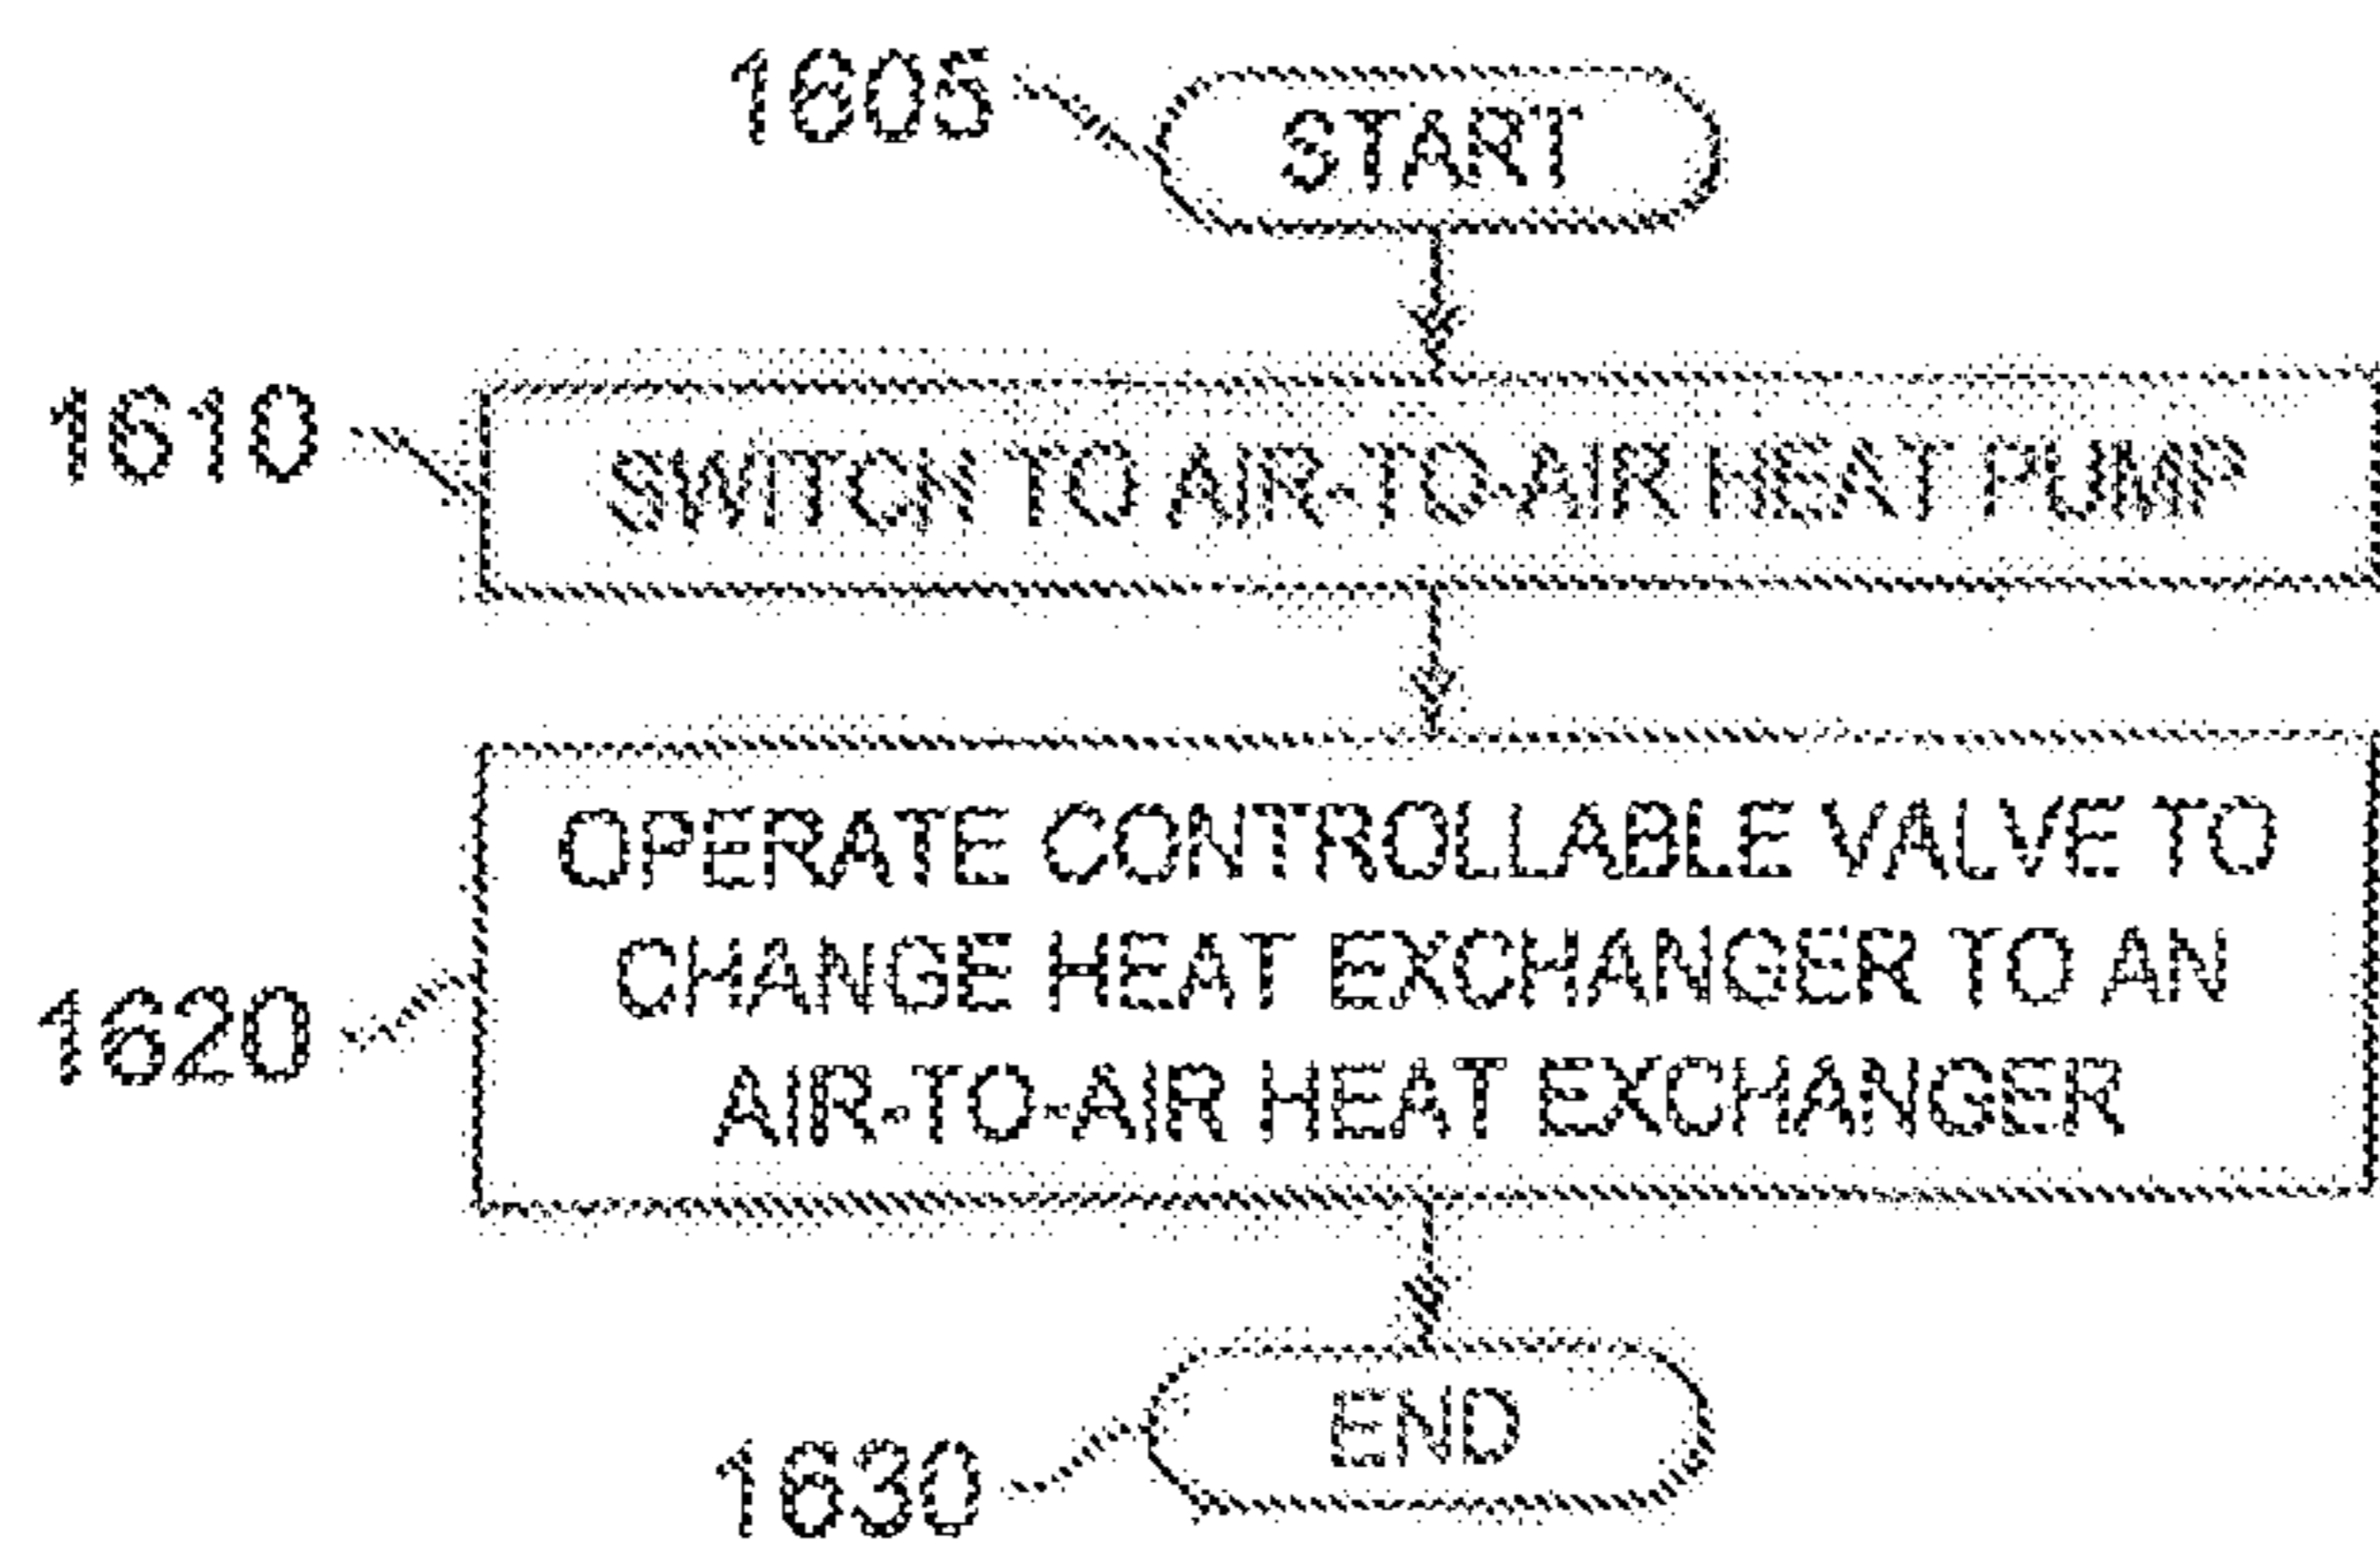 1605
START
1610
SWITCH TO AIR-TO-AIR HEAT PUMP
OPERATE CONTROLLABLE VALVE TO
CHANGE HEAT EXCHANGER TO AN
AIR-TO-AIR HEAT EXCHANGER
1620
END
1630